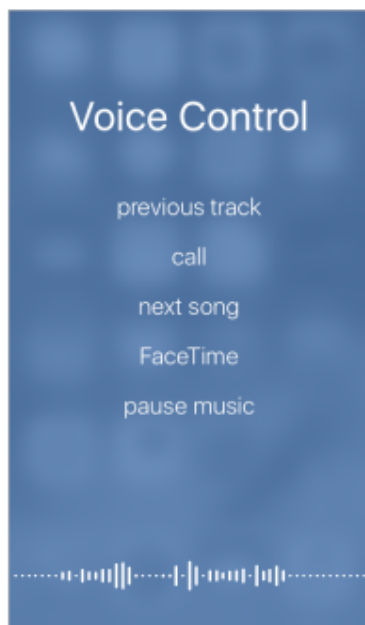 Voice Control
previous track
call
next song
FaceTime
pause music